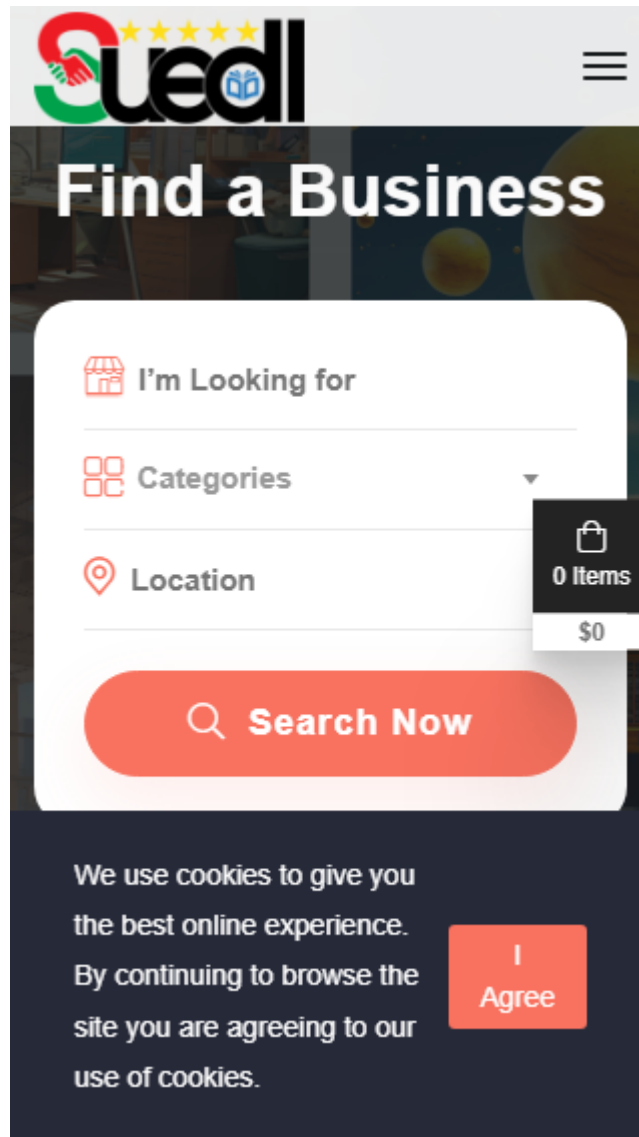 Suedl
Find a Business
I’m Looking for
Categories
Location
0 Items
$0
Search Now
We use cookies to give you
the best online experience.
By continuing to browse the
site you are agreeing to our
use of cookies.
I
Agree